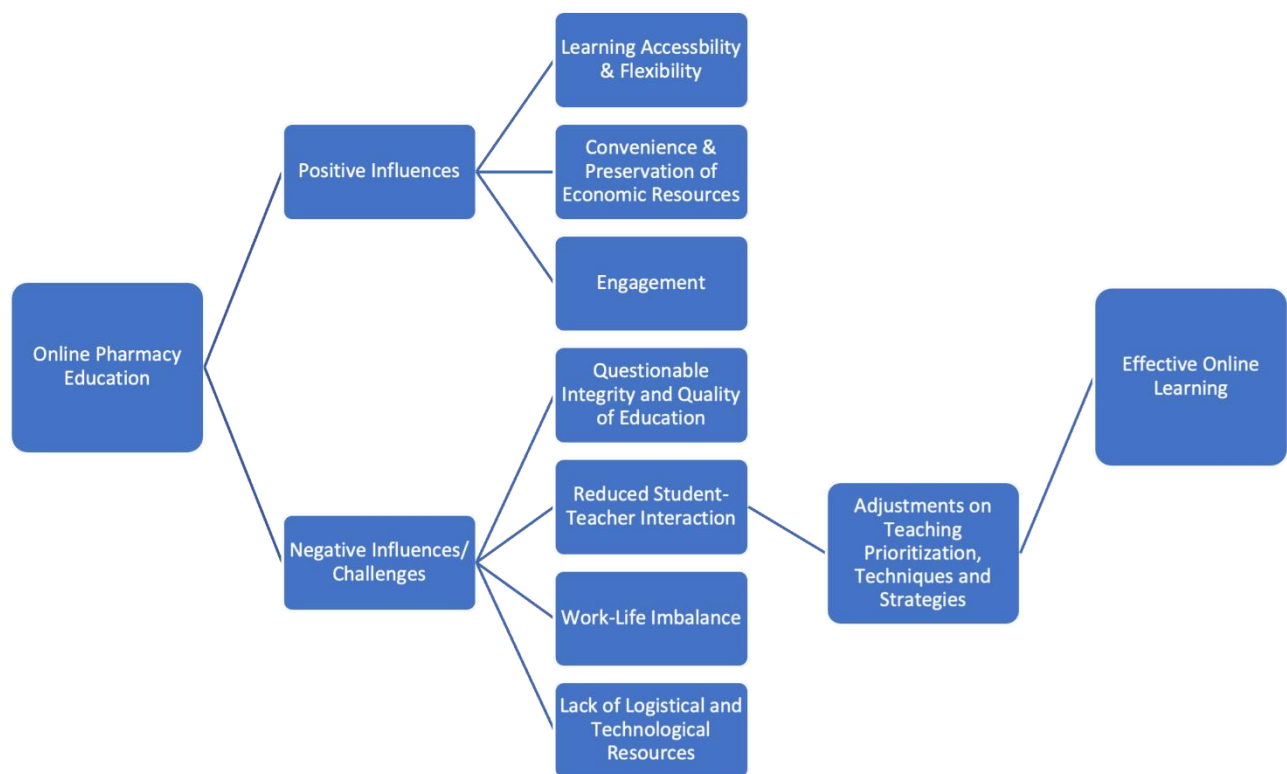 Online Pharmacy
Education
Positive Influences
Negative Influences/
Challenges
Learning Accessbility
& Flexibility
Convenience &
Preservation of
Economic Resources
Engagement
Questionable
Integrity and Quality
of Education
Reduced Student-
Teacher Interaction
Work-Life Imbalance
Lack of Logistical and
Technological
Resources
Adjustments on
Teaching
Prioritization,
Techniques and
Strategies
Effective Online
Learning